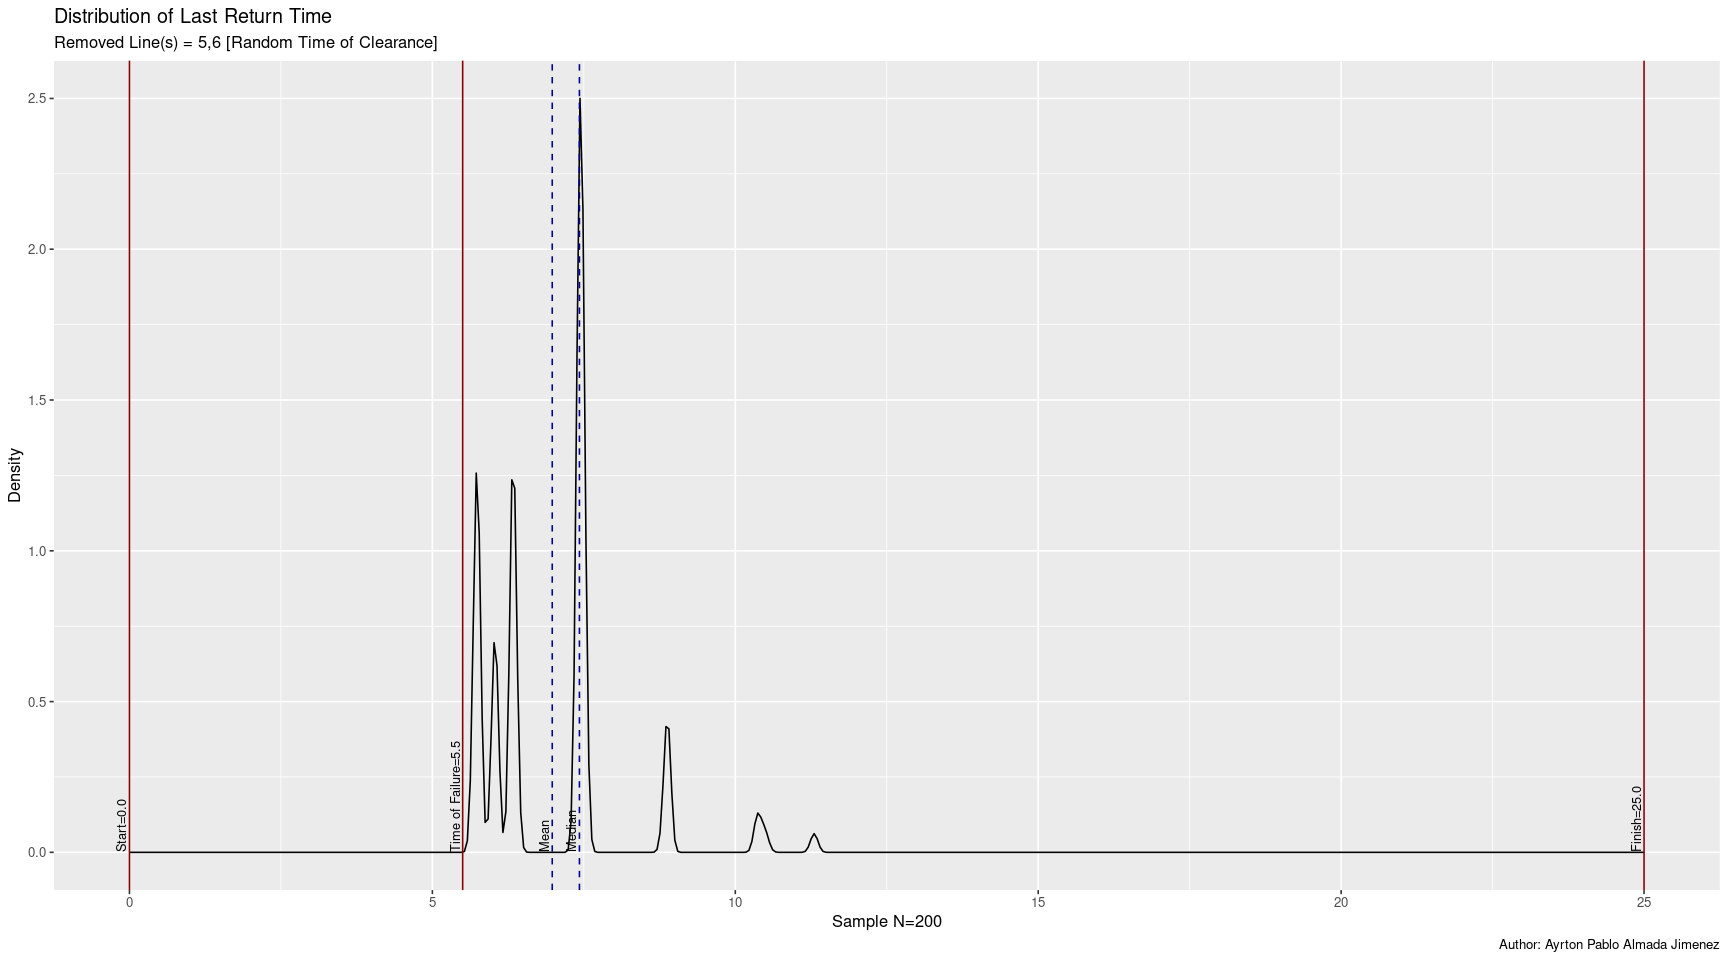 Distribution of Last Return Time
Removed Line(s) = 5,6 [Random Time of Clearance]
Density
2.5
2.0
1.5
1.0
0.5
0.0
Start=0.0
Time of Failure=5.5
Mean
Median
Finish=25.0
0
5
10
15
20
25
Sample N=200
Author: Ayrton Pablo Almada Jimenez